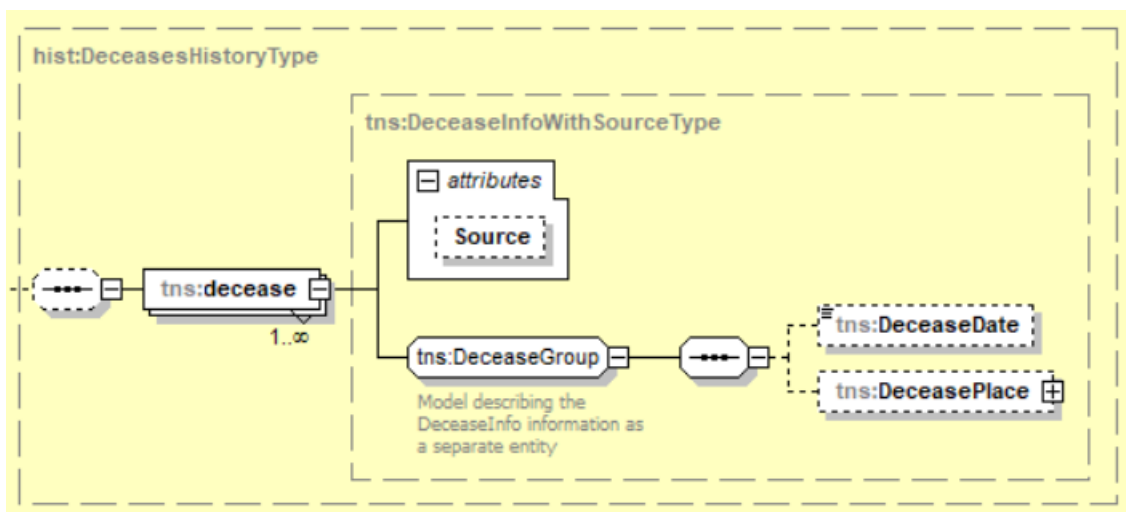 hist:DeceasesHistoryType
tns:DeceaseInfoWithSourceType
attributes
Source
tns:decease
1..∞
tns:DeceaseGroup
Model describing the
DeceaseInfo information as
a separate entity
tns:DeceaseDate
tns:DeceasePlace